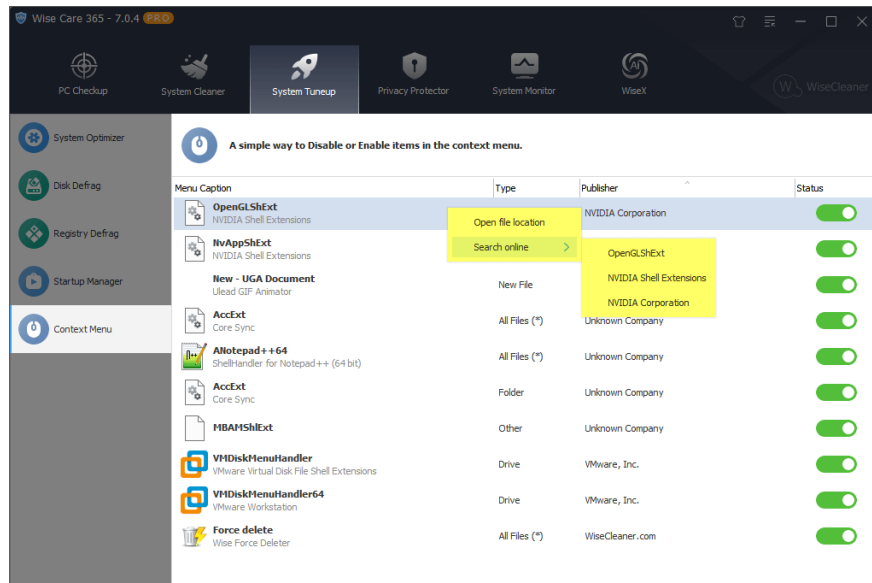 Wise Care 365 - 7.0.4 PRO
PC Checkup
System Cleaner
System Tuneup
Privacy Protector
System Monitor
AI
WiseX
W
WiseCleaner
System Optimizer
Disk Defrag
Registry Defrag
Startup Manager
Context Menu
A simple way to Disable or Enable items in the context menu.
Menu Caption Type Publisher Status
OpenGLShExt
NVIDIA Shell Extensions
NVIDIA Corporation
Open file location
Search online
OpenGLShExt
NVIDIA Shell Extensions
NVIDIA Corporation
NvAppShExt
NVIDIA Shell Extensions
New - UGA Document
Ulead GIF Animator
New File
AccExt
Core Sync
All Files (*) Unknown Company
ANotepad++64
ShellHandler for Notepad++ (64 bit)
All Files (*) Unknown Company
AccExt
Core Sync
Folder Unknown Company
MBAMShlExt Other Unknown Company
VMDiskMenuHandler
VMware Virtual Disk File Shell Extensions
Drive VMware, Inc.
VMDiskMenuHandler64
VMware Workstation
Drive VMware, Inc.
Force delete
Wise Force Deleter
All Files (*) WiseCleaner.com